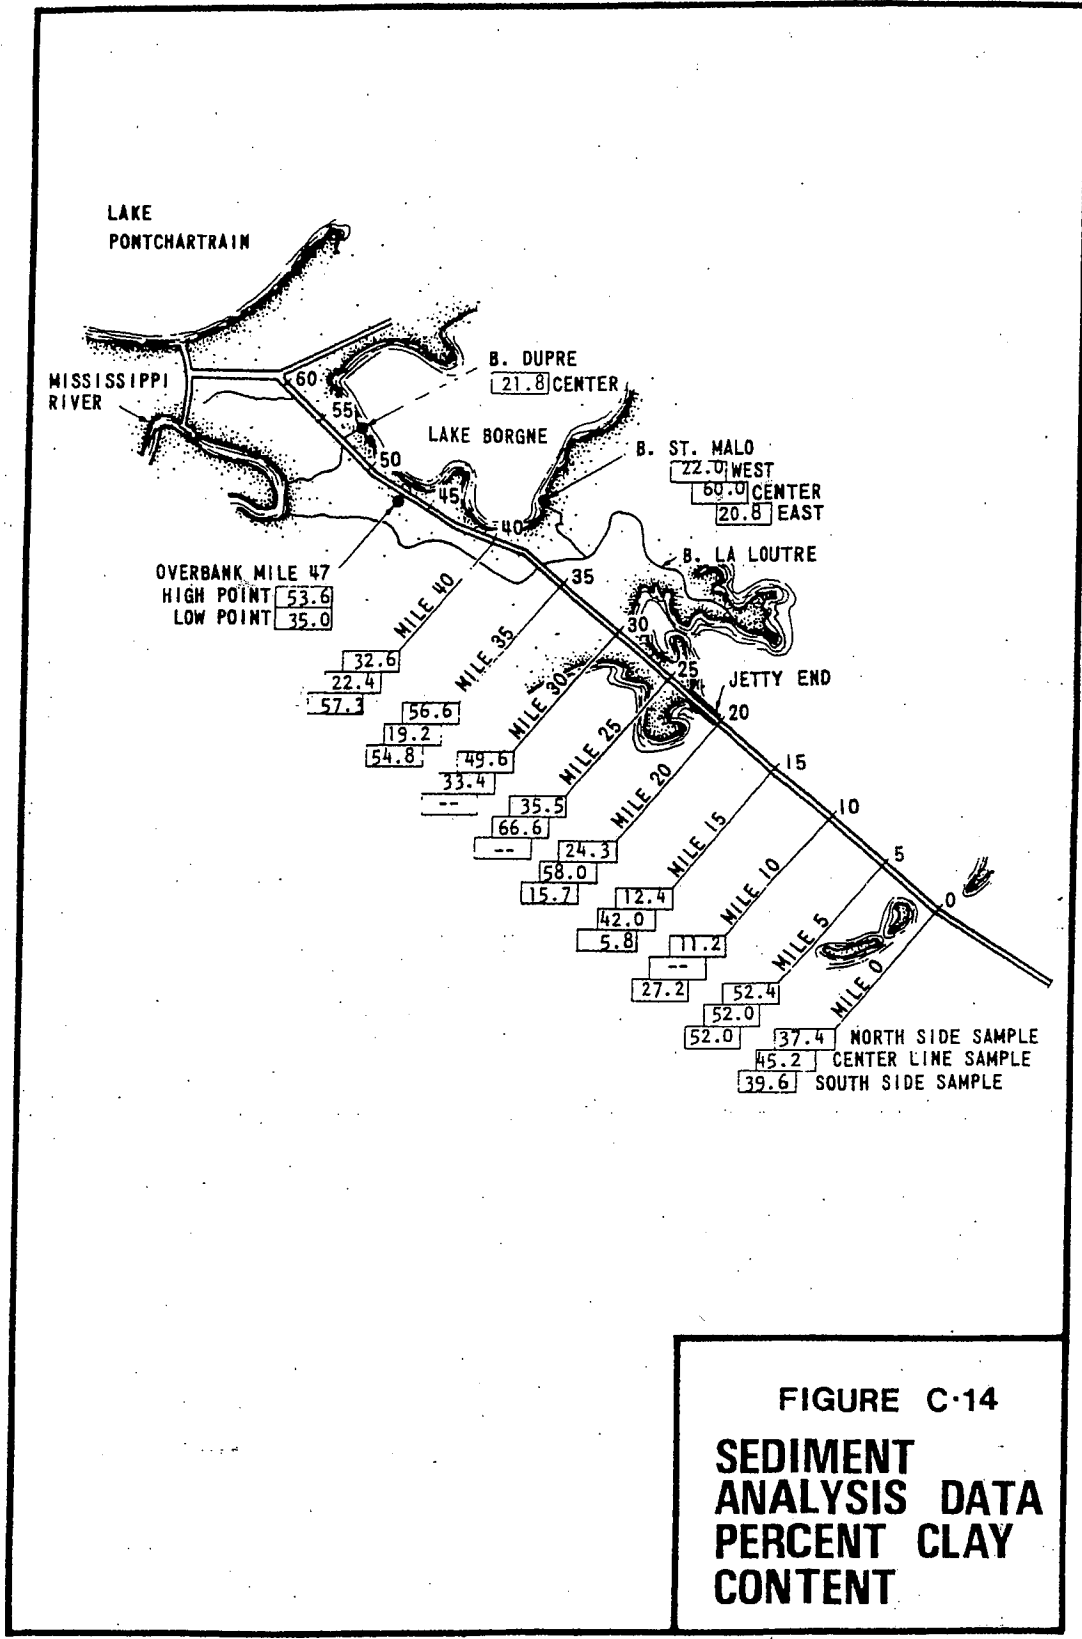 LAKE
PONTCHARTRAIN
MISSISSIPPI
RIVER
60
55
50
45
40
35
30
25
20
15
10
5
0
B. DUPRE
21.8 CENTER
LAKE BORGNE
B. ST. MALO
22.0 WEST
60.0 CENTER
20.8 EAST
B. LA LOUTRE
OVERBANK MILE 47
HIGH POINT 53.6
LOW POINT 35.0
JETTY END
MILE 40
32.6
22.4
57.3
MILE 35
56.6
19.2
54.8
MILE 30
49.6
33.4
--
MILE 25
35.5
66.6
--
MILE 20
24.3
58.0
15.7
MILE 15
12.4
42.0
5.8
MILE 10
11.2
--
27.2
MILE 5
52.4
52.0
52.0
MILE 0
37.4 NORTH SIDE SAMPLE
45.2 CENTER LINE SAMPLE
39.6 SOUTH SIDE SAMPLE
FIGURE C-14
SEDIMENT
ANALYSIS DATA
PERCENT CLAY
CONTENT